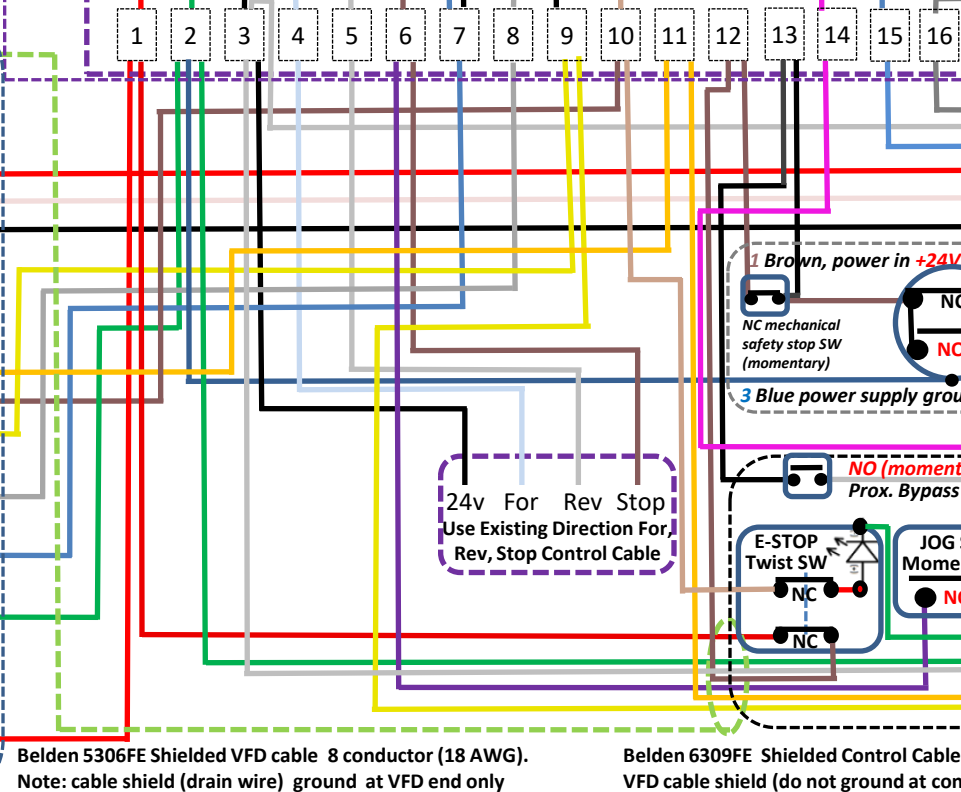 1 2 3 4 5 6 7 8 9 10 11 12 13 14 15 16
1 Brown, power in +24V
NC
NC mechanical
safety stop SW
(momentary)
NO
3 Blue power supply grou
NO (moment
Prox. Bypass
24v For Rev Stop
Use Existing Direction For,
Rev, Stop Control Cable
E-STOP
Twist SW
NC
NC
JOG S
Mome
NO
Belden 5306FE Shielded VFD cable 8 conductor (18 AWG).
Note: cable shield (drain wire) ground at VFD end only
Belden 6309FE Shielded Control Cable
VFD cable shield (do not ground at con